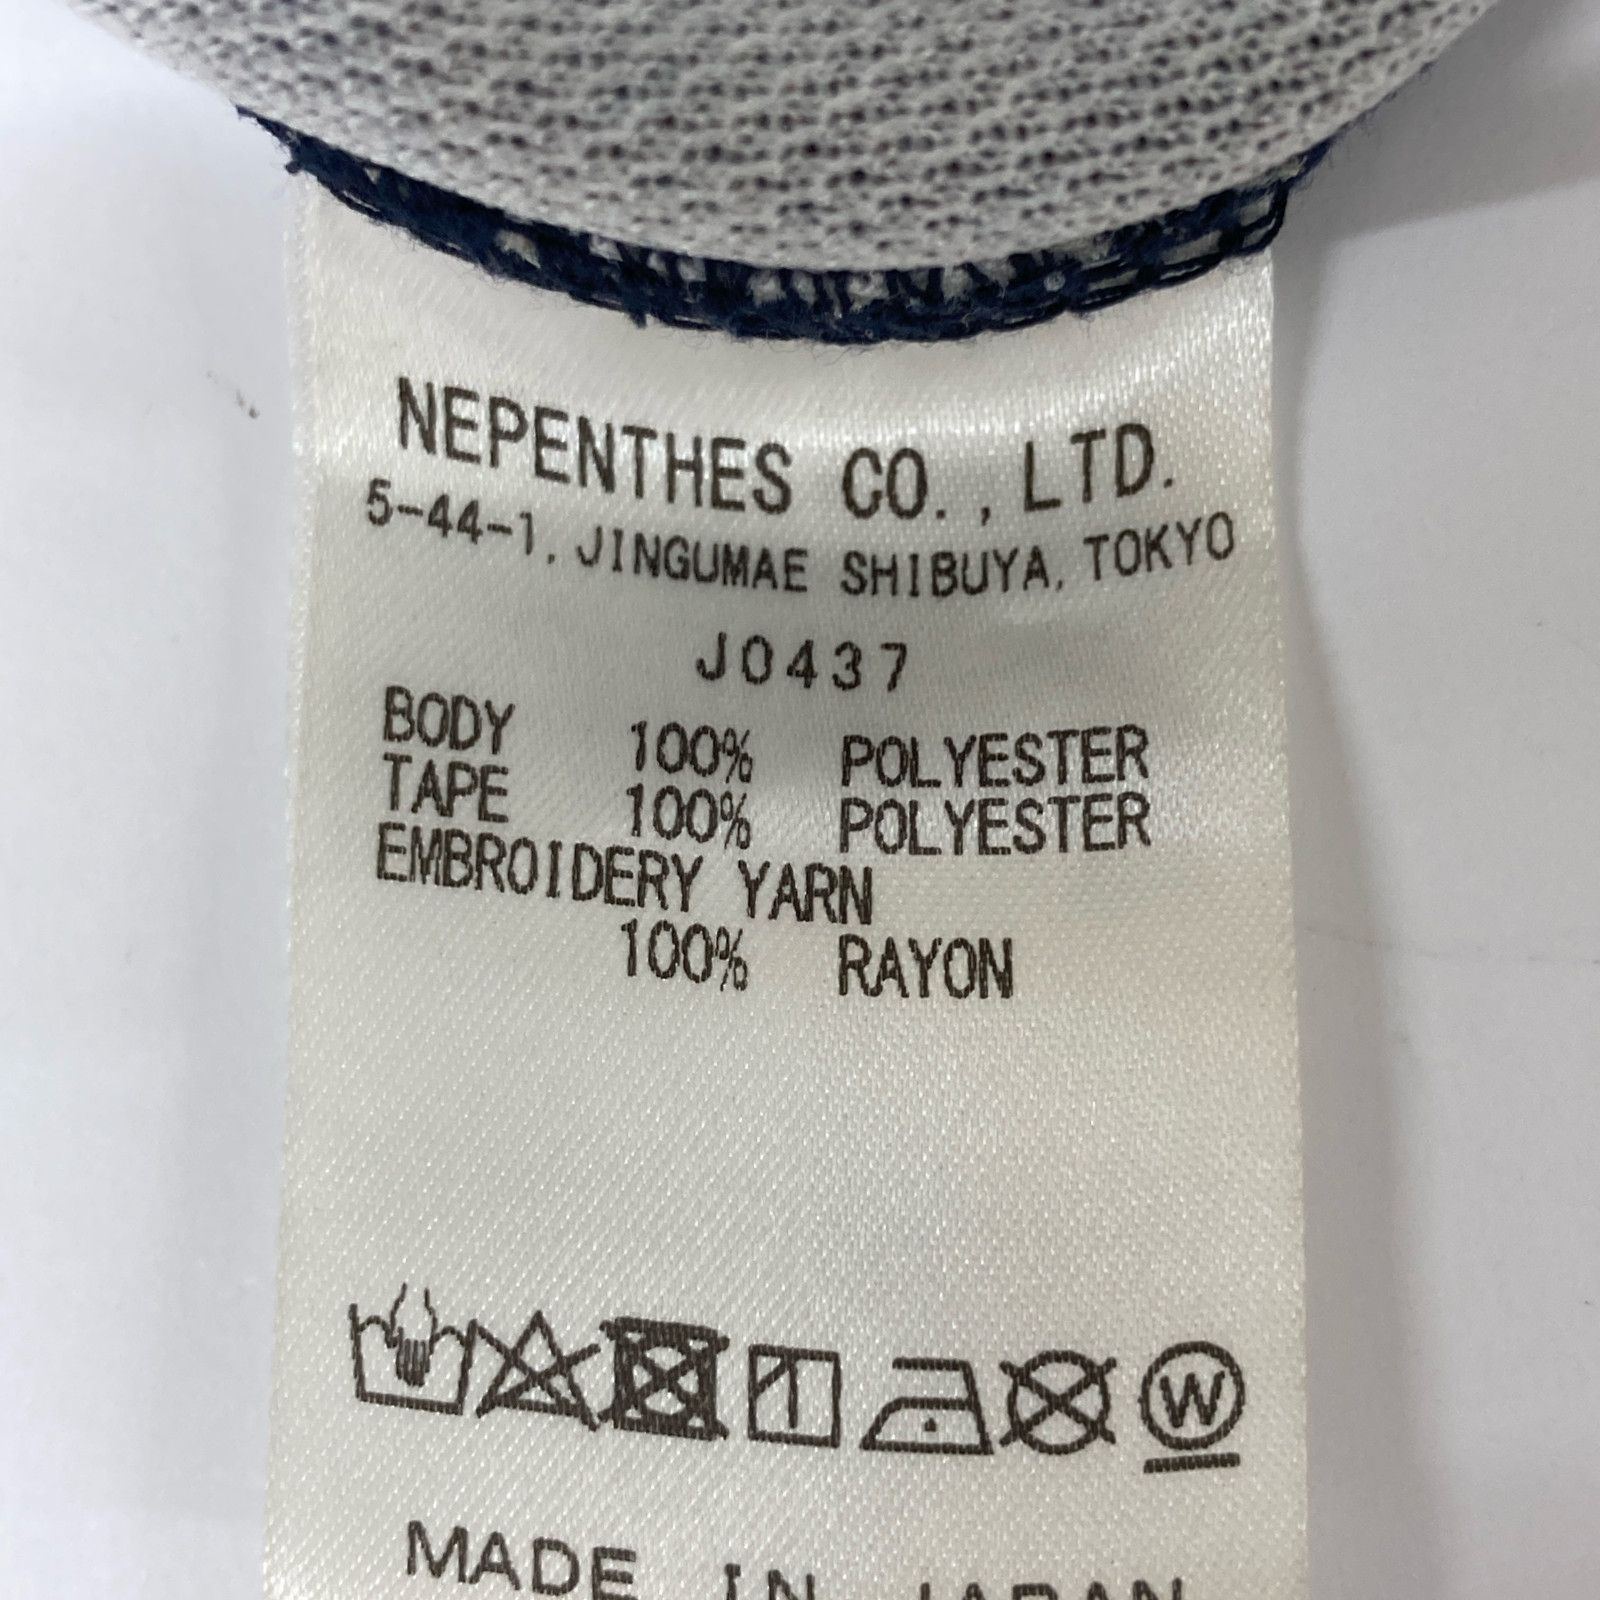 NEPENTHES CO., LTD.
5-44-1, JINGUMAE SHIBUYA, TOKYO
J0437
BODY 100% POLYESTER
TAPE 100% POLYESTER
EMBROIDERY YARN
100% RAYON
W
MADE IN JAPAN